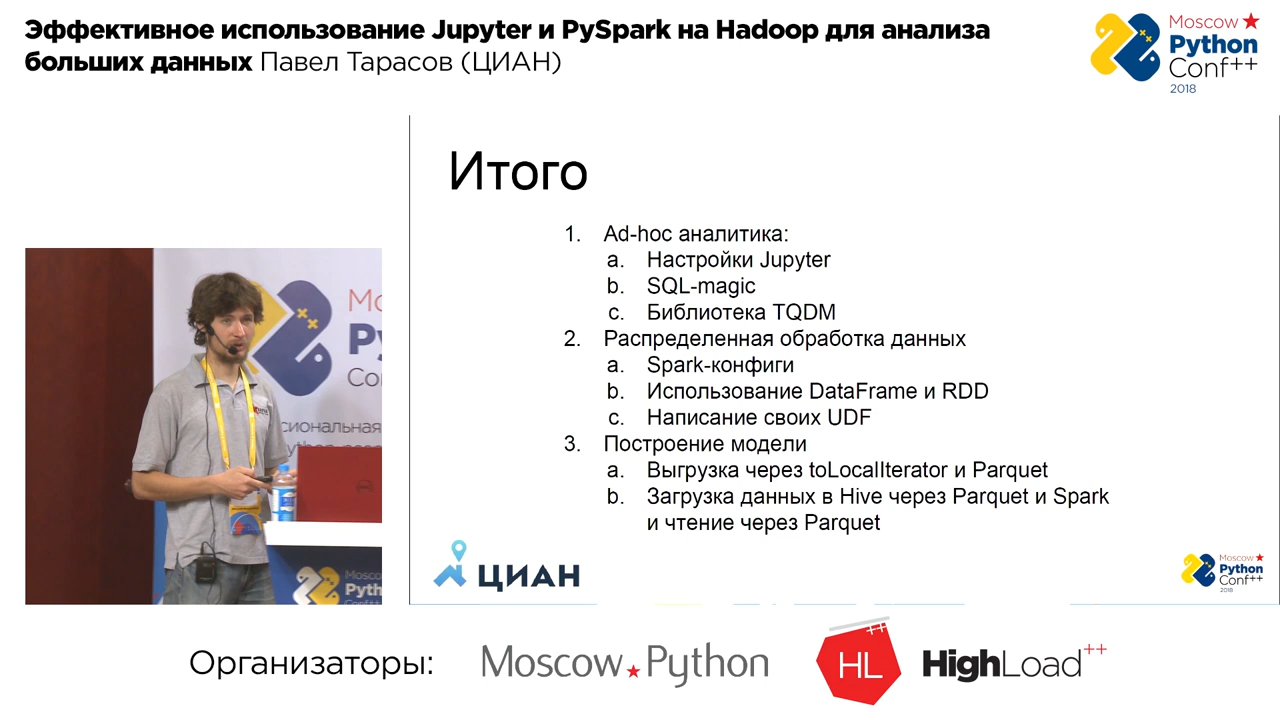 Эффективное использование Jupyter и PySpark на Hadoop для анализа
больших данных Павел Тарасов (ЦИАН)
Moscow
Python
Conf++
2018
Итого
1. Ad-hoc аналитика:
a. Настройки Jupyter
b. SQL-magic
c. Библиотека TQDM
2. Распределенная обработка данных
a. Spark-конфиги
b. Использование DataFrame и RDD
c. Написание своих UDF
3. Построение модели
a. Выгрузка через toLocalIterator и Parquet
b. Загрузка данных в Hive через Parquet и Spark
и чтение через Parquet
ЦИАН
Moscow
Python
Conf++
2018
Организаторы:
Moscow Python
HL++
HighLoad++